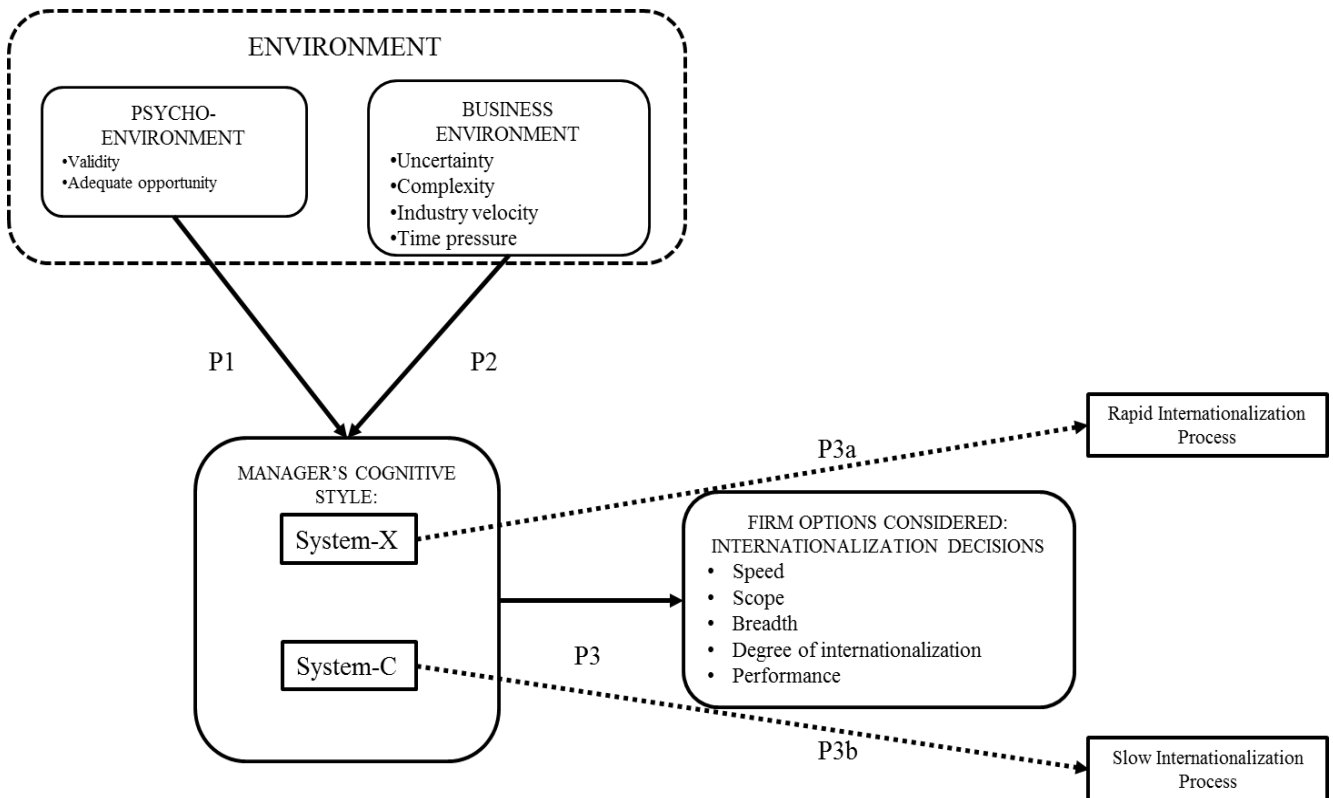 ENVIRONMENT
PSYCHO-
ENVIRONMENT
•Validity
•Adequate opportunity
BUSINESS
ENVIRONMENT
•Uncertainty
•Complexity
•Industry velocity
•Time pressure
P1
P2
MANAGER'S COGNITIVE
STYLE:
System-X
System-C
P3a
P3
P3b
FIRM OPTIONS CONSIDERED:
INTERNATIONALIZATION DECISIONS
• Speed
• Scope
• Breadth
• Degree of internationalization
• Performance
Rapid Internationalization
Process
Slow Internationalization
Process